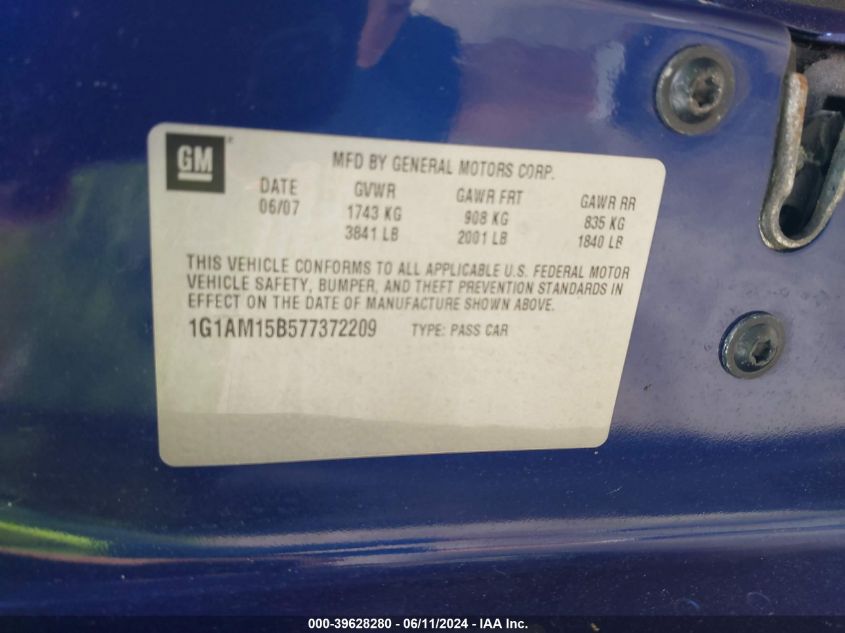 GM
MFD BY GENERAL MOTORS CORP.
DATE GVWR GAWR FRT GAWR RR
06/07 1743 KG 908 KG 835 KG
3841 LB 2001 LB 1840 LB
THIS VEHICLE CONFORMS TO ALL APPLICABLE U.S. FEDERAL MOTOR
VEHICLE SAFETY, BUMPER, AND THEFT PREVENTION STANDARDS IN
EFFECT ON THE DATE OF MANUFACTURE SHOWN ABOVE.
1G1AM15B577372209 TYPE: PASS CAR
000-39628280 - 06/11/2024 - IAA Inc.